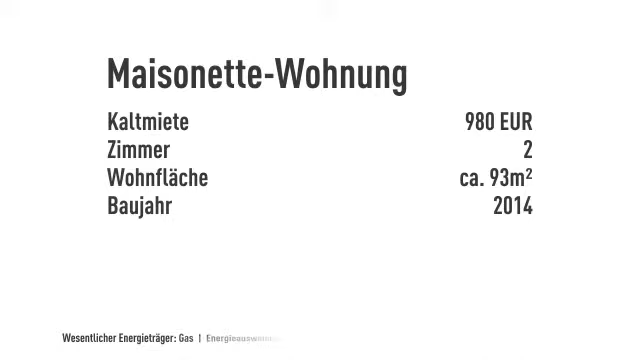 Maisonette-Wohnung
Kaltmiete 980 EUR
Zimmer 2
Wohnfläche ca. 93m²
Baujahr 2014
Wesentlicher Energieträger: Gas |